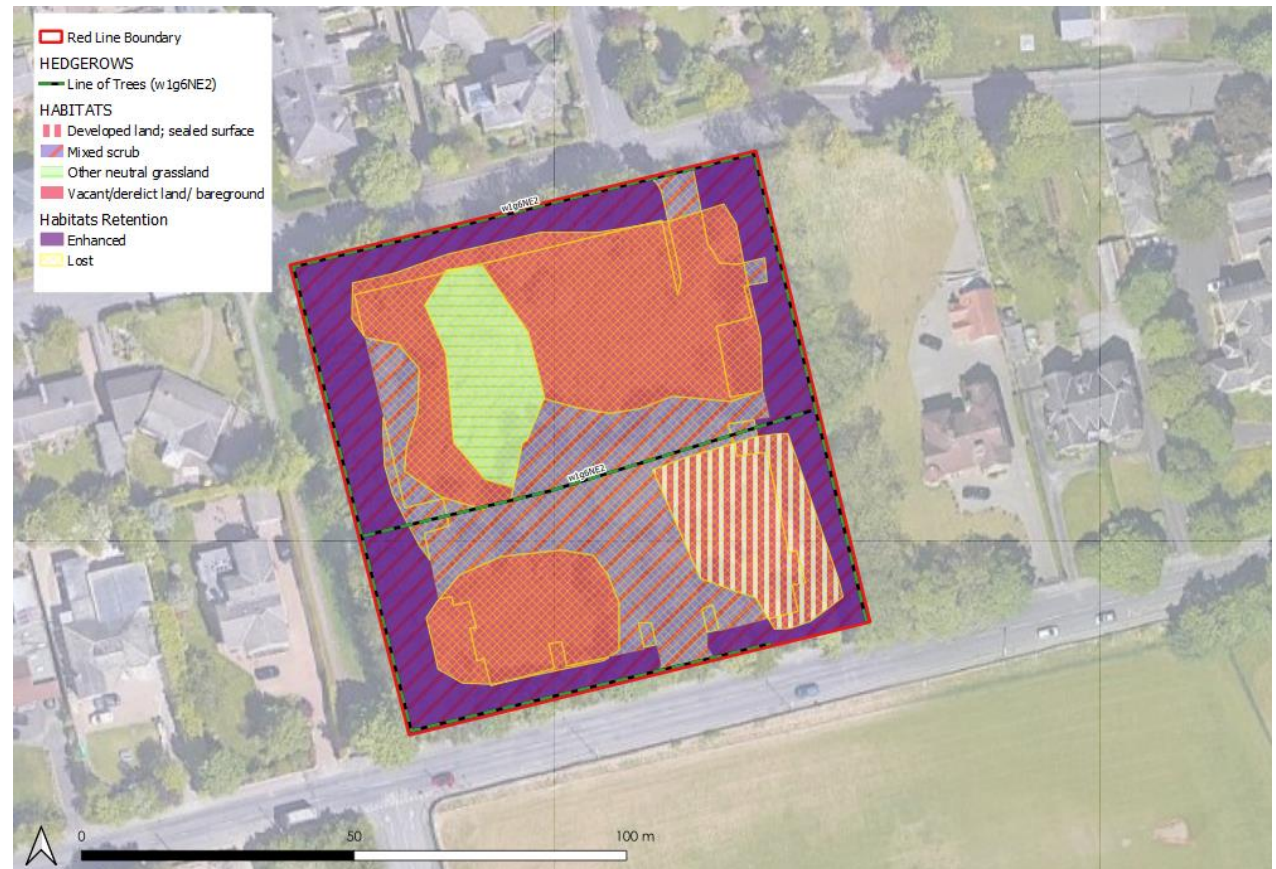 Red Line Boundary
HEDGEROWS
Line of Trees (w1g6NE2)
HABITATS
Developed land; sealed surface
Mixed scrub
Other neutral grassland
Vacant/derelict land/ bareground
Habitats Retention
Enhanced
Lost
w1g6NE2
w1g6NE2
0 50 100 m